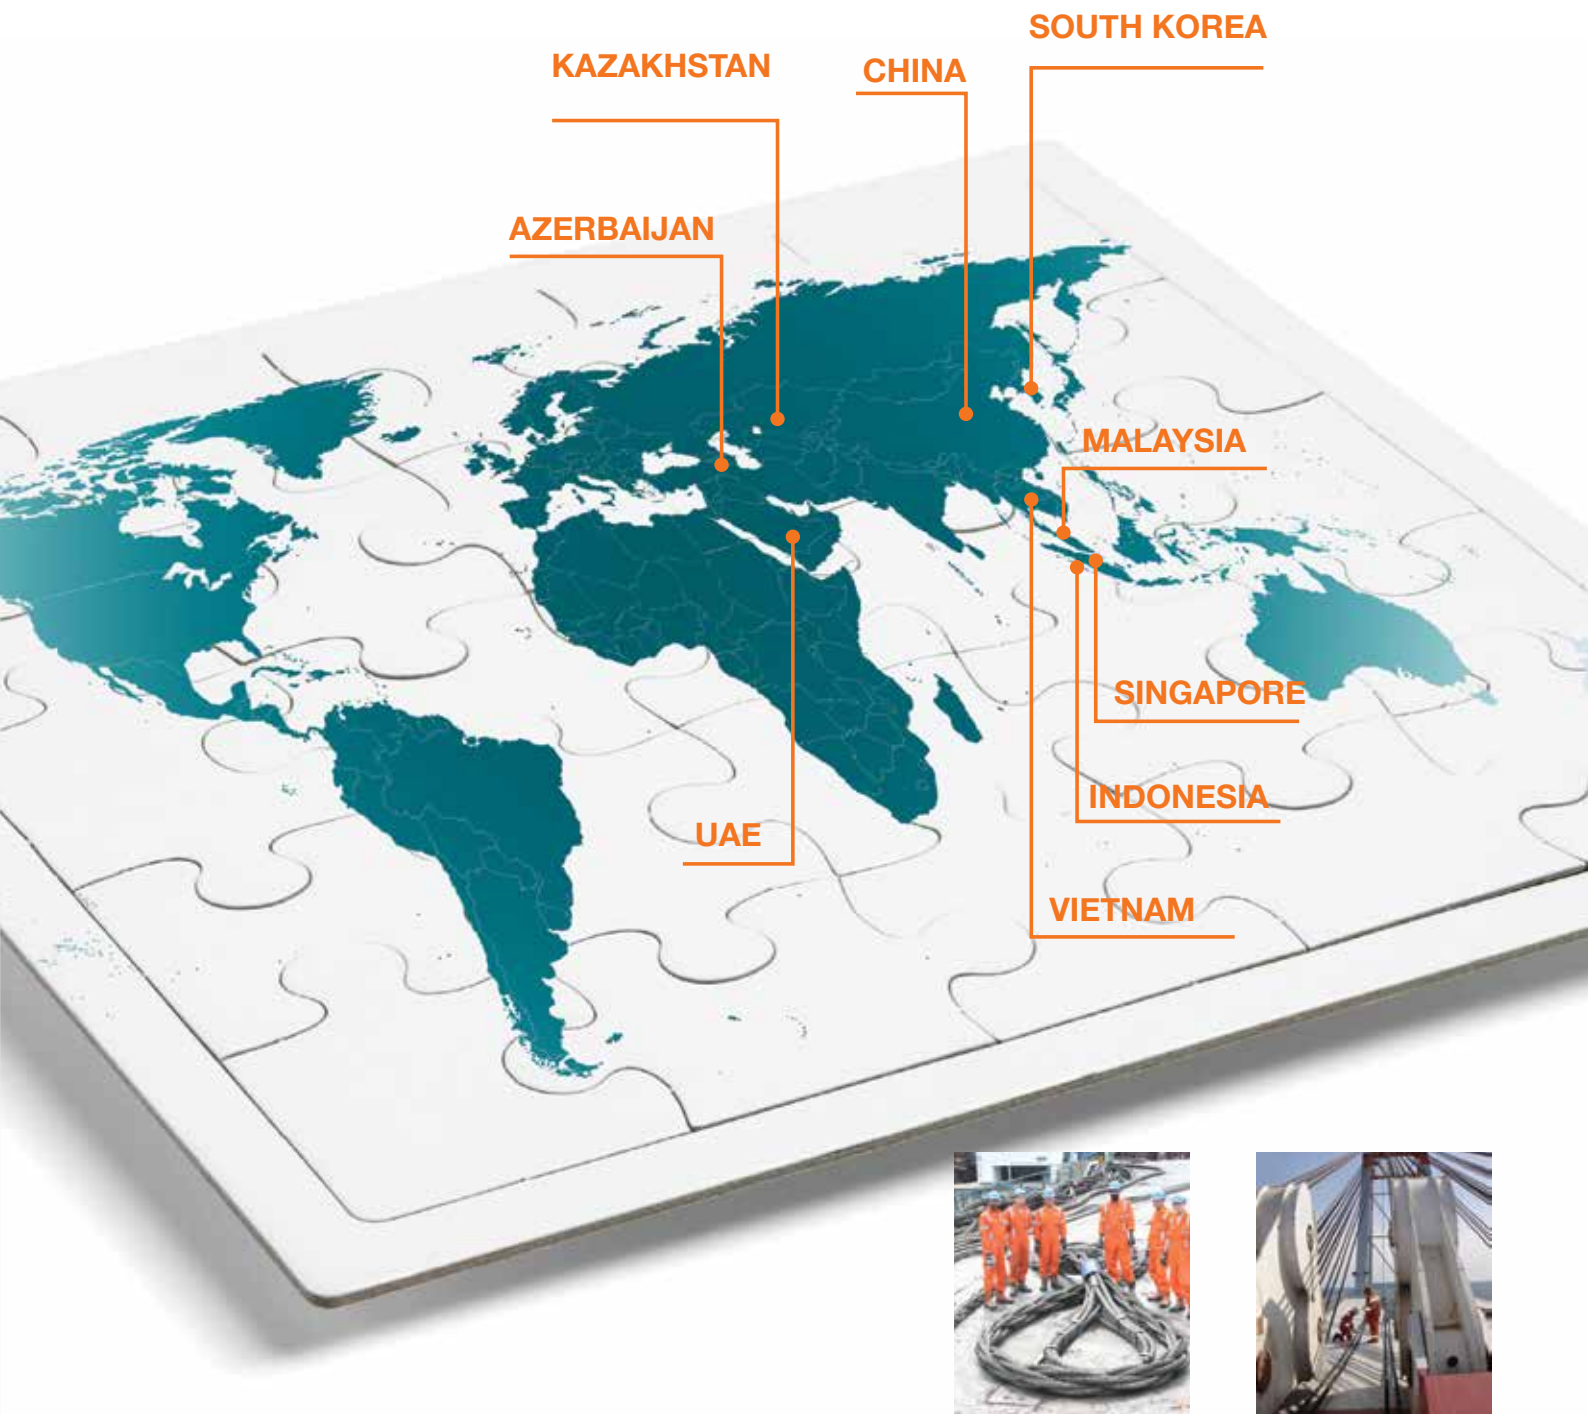 SOUTH KOREA
KAZAKHSTAN
CHINA
AZERBAIJAN
MALAYSIA
SINGAPORE
INDONESIA
UAE
VIETNAM